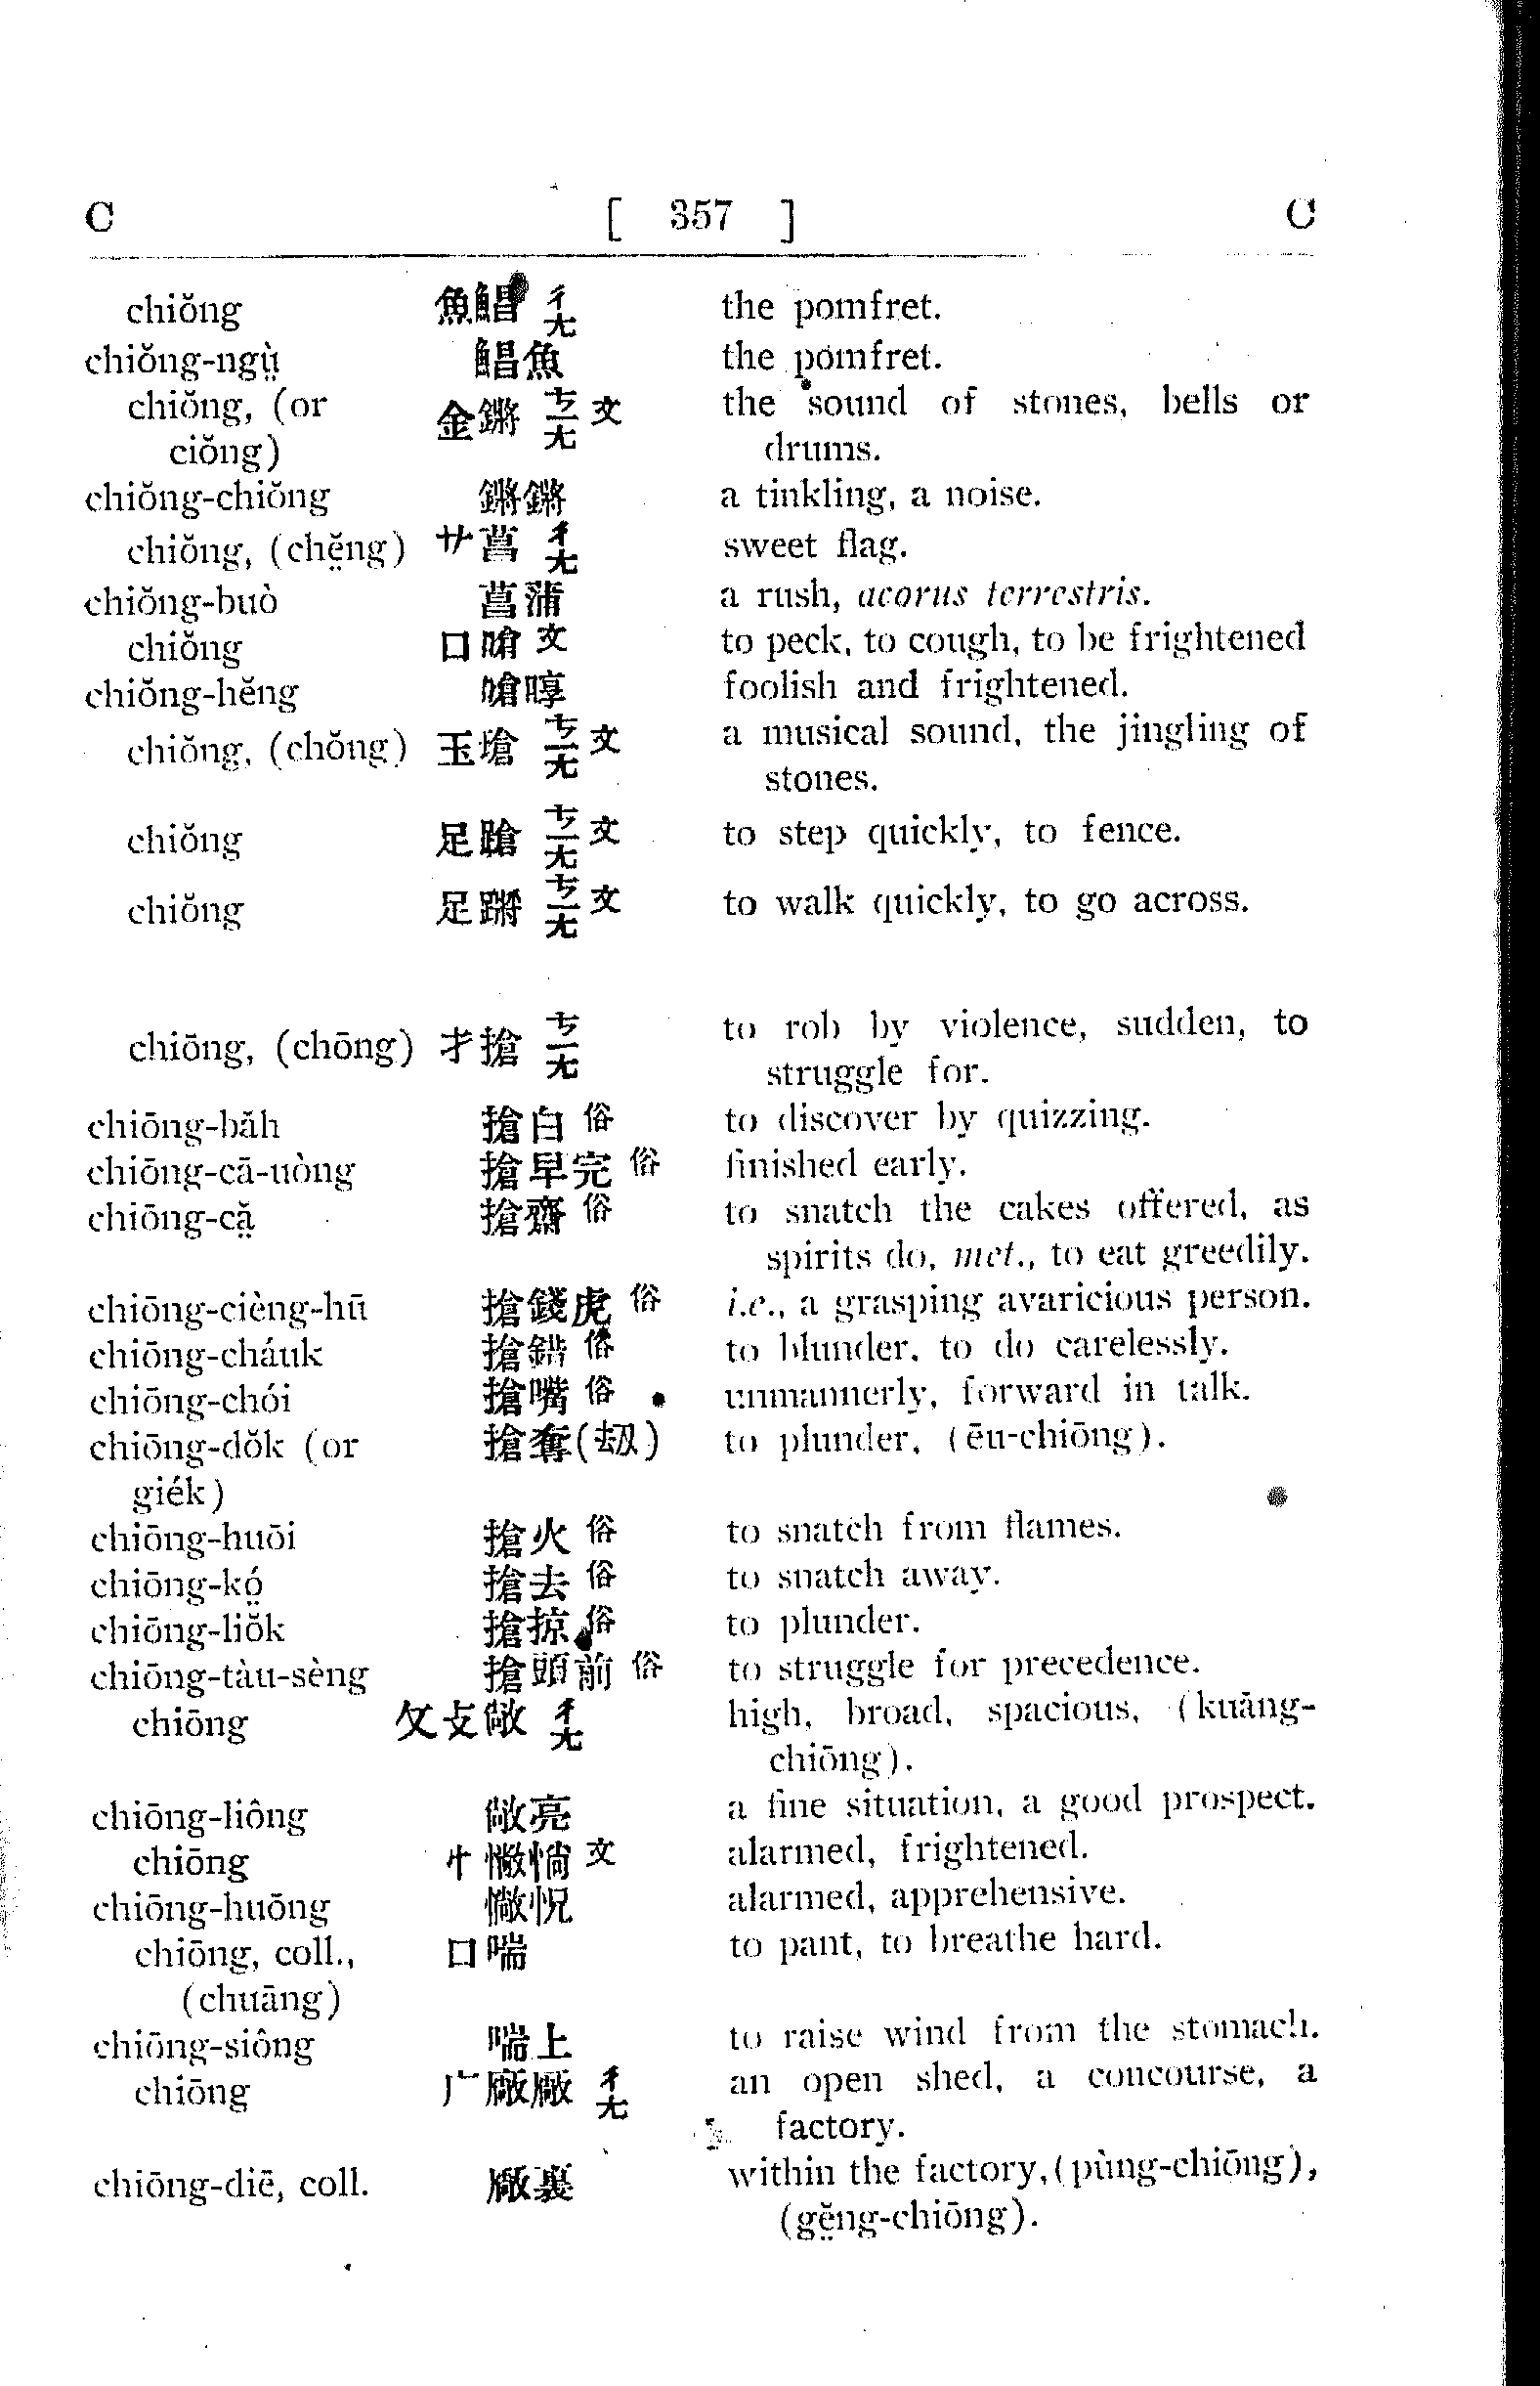 C [ 357 ] C
chiŏng 魚鯧 ㄔㄤ the pomfret.
chiŏng-ngṳ̀ 鯧魚 the pomfret.
chiŏng, (or 金鏘 ㄘㄧㄤ 文 the sound of stones, bells or
ciŏng) drums.
chiŏng-chiŏng 鏘鏘 a tinkling, a noise.
chiŏng, (chĕ̤ng) 艹菖 ㄔㄤ sweet flag.
chiŏng-buò 菖蒲 a rush, acorus terrestris.
chiŏng 口嗆 文 to peck, to cough, to be frightened
chiŏng-hĕng 嗆啍 foolish and frightened.
chiŏng, (chŏng) 玉瑲 ㄘㄧㄤ 文 a musical sound, the jingling of
stones.
chiŏng 足蹌 ㄘㄧㄤ 文 to step quickly, to fence.
chiŏng 足蹡 ㄘㄧㄤ 文 to walk quickly, to go across.
chiōng, (chōng) 才搶 ㄘㄧㄤ to rob by violence, sudden, to
struggle for.
chiōng-băh 搶白 俗 to discover by quizzing.
chiōng-cā-uòng 搶早完 俗 finished early.
chiōng-că̤ 搶齋 俗 to snatch the cakes offered, as
spirits do, met., to eat greedily.
chiōng-cièng-hū 搶錢虎 俗 i.e., a grasping avaricious person.
chiōng-cháuk 搶錯 俗 to blunder, to do carelessly.
chiōng-chói 搶嘴 俗 unmannerly, forward in talk.
chiōng-dŏk (or 搶奪(刼) to plunder, (ēu-chiōng).
giék)
chiōng-huōi 搶火 俗 to snatch from flames.
chiōng-kó̤ 搶去 俗 to snatch away.
chiōng-liŏk 搶掠 俗 to plunder.
chiōng-tàu-sèng 搶頭前 俗 to struggle for precedence.
chiōng 攵攴敞 ㄔㄤ high, broad, spacious, (kuāng-
chiōng).
chiōng-liông 敞亮 a fine situation, a good prospect.
chiōng 忄惝 文 alarmed, frightened.
chiōng-huōng 怳 alarmed, apprehensive.
chiōng, coll., 口喘 to pant, to breathe hard.
(chuāng)
chiōng-siông 喘上 to raise wind from the stomach.
chiōng 广廠厰 ㄔㄤ an open shed, a concourse, a
factory.
chiōng-diē, coll. 廠裏 within the factory, (pùng-chiōng),
(gĕ̤ng-chiōng).